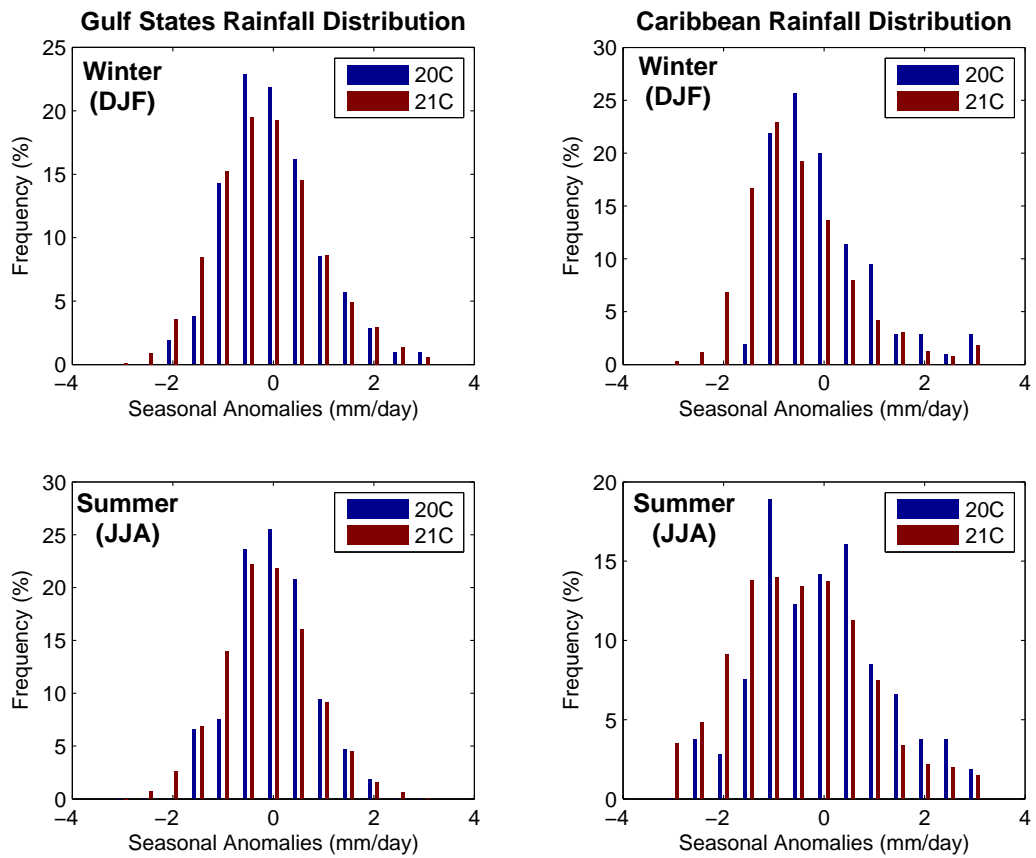 Gulf States Rainfall Distribution
Caribbean Rainfall Distribution
25
20
15
10
5
0
Frequency (%)
Winter
(DJF)
20C
21C
−4
−2
0
2
4
Seasonal Anomalies (mm/day)
30
25
20
15
10
5
0
Frequency (%)
Winter
(DJF)
20C
21C
−4
−2
0
2
4
Seasonal Anomalies (mm/day)
30
25
20
15
10
5
0
Frequency (%)
Summer
(JJA)
20C
21C
−4
−2
0
2
4
Seasonal Anomalies (mm/day)
20
15
10
5
0
Frequency (%)
Summer
(JJA)
20C
21C
−4
−2
0
2
4
Seasonal Anomalies (mm/day)